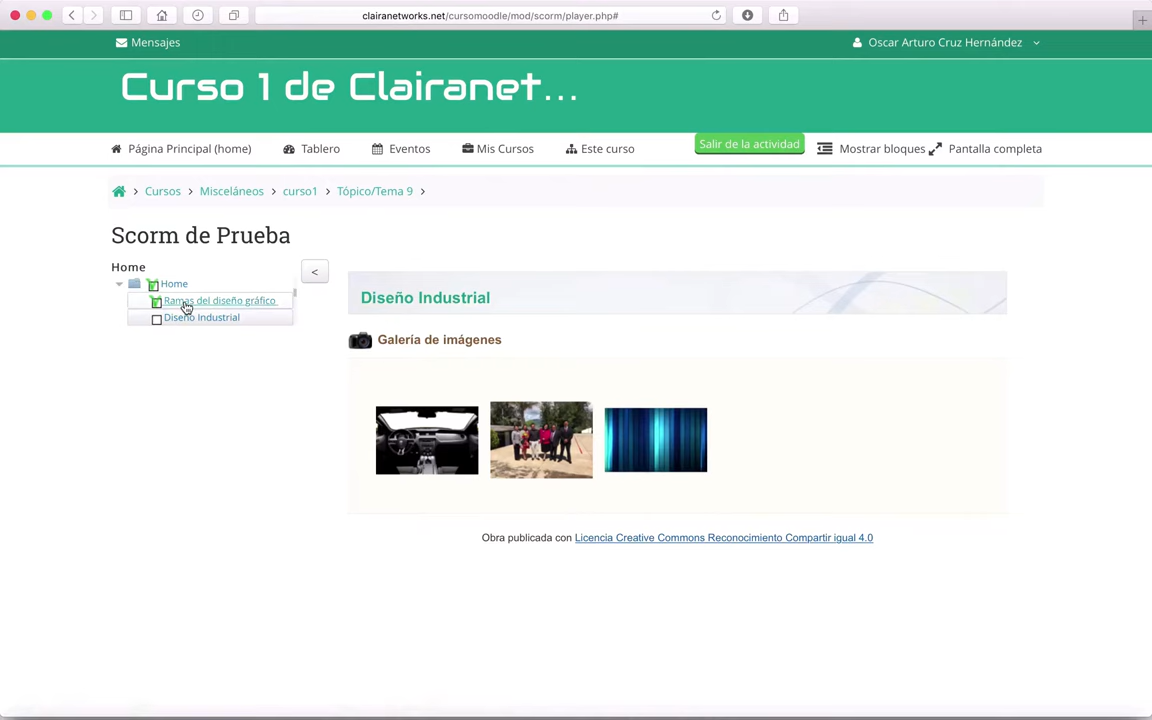 clairanetworks.net/cursomoodle/mod/scorm/player.php#
Mensajes
Oscar Arturo Cruz Hernández
Curso 1 de Clairanet...
Página Principal (home)
Tablero
Eventos
Mis Cursos
Este curso
Salir de la actividad
Mostrar bloques
Pantalla completa
Cursos > Misceláneos > curso1 > Tópico/Tema 9 >
Scorm de Prueba
Home
<
Home
Ramas del diseño gráfico
Diseño Industrial
Diseño Industrial
Galería de imágenes
Obra publicada con Licencia Creative Commons Reconocimiento Compartir igual 4.0